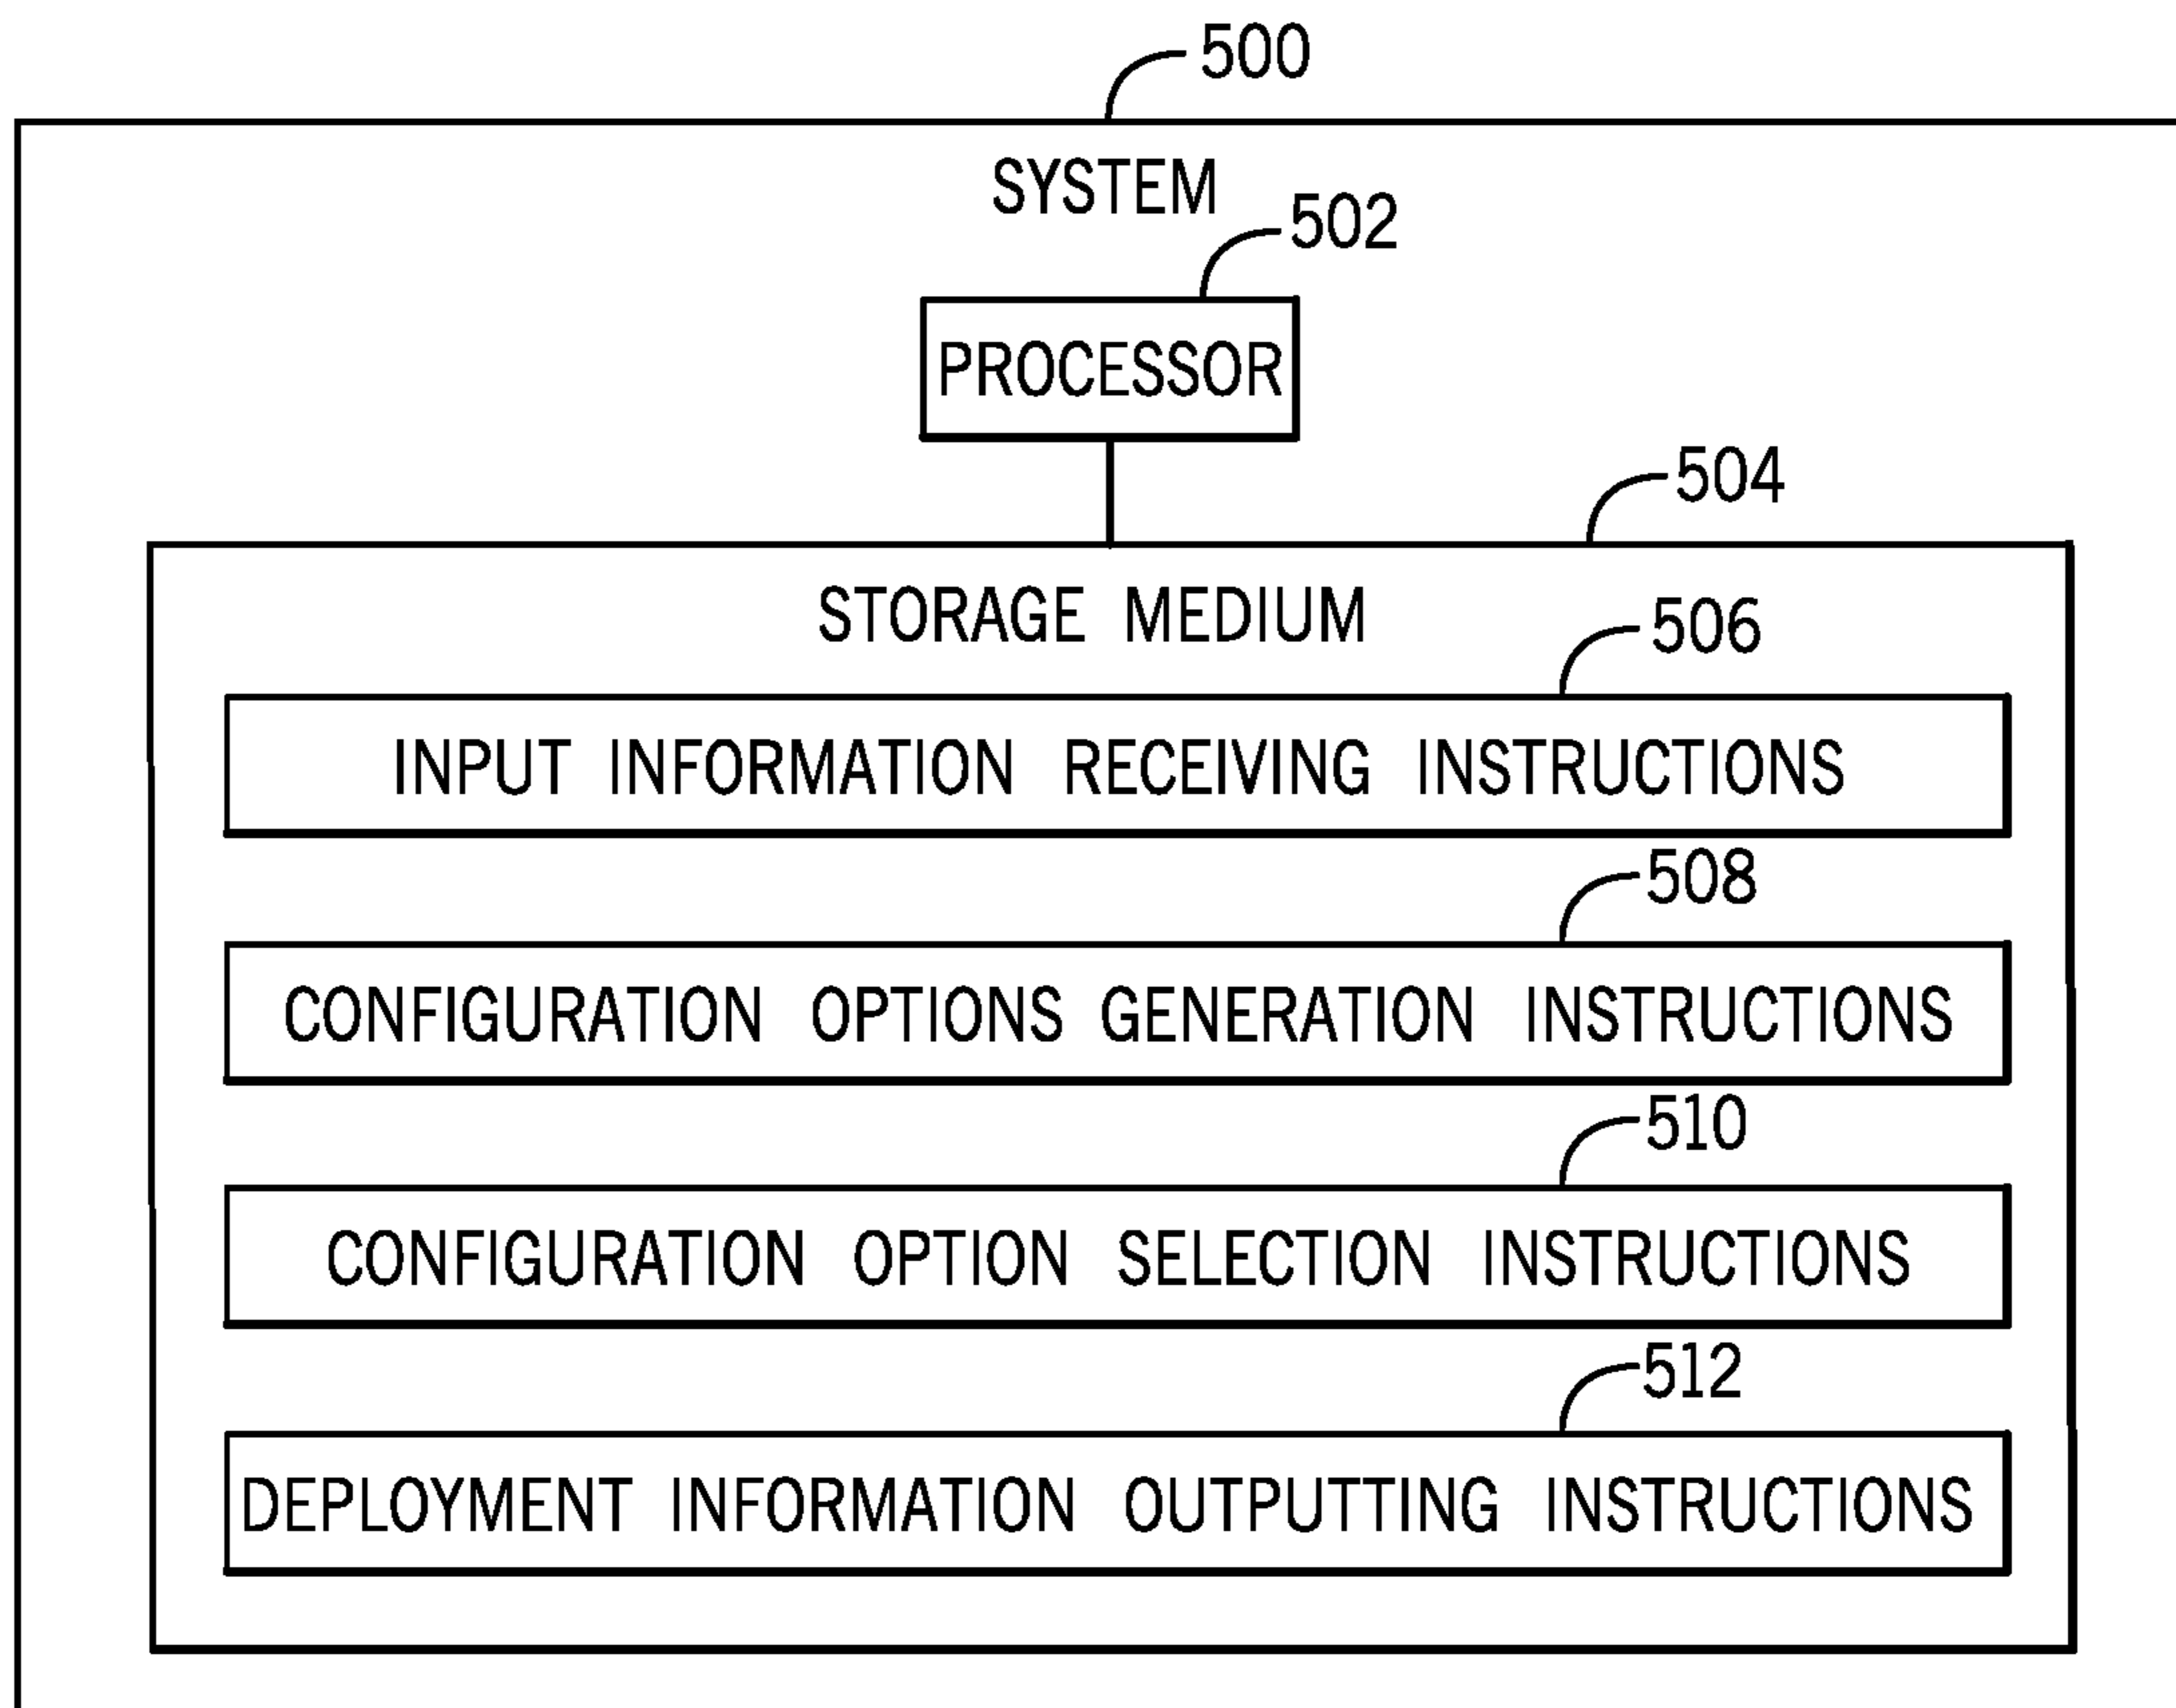 500
SYSTEM
502
PROCESSOR
504
STORAGE MEDIUM
506
INPUT INFORMATION RECEIVING INSTRUCTIONS
508
CONFIGURATION OPTIONS GENERATION INSTRUCTIONS
510
CONFIGURATION OPTION SELECTION INSTRUCTIONS
512
DEPLOYMENT INFORMATION OUTPUTTING INSTRUCTIONS